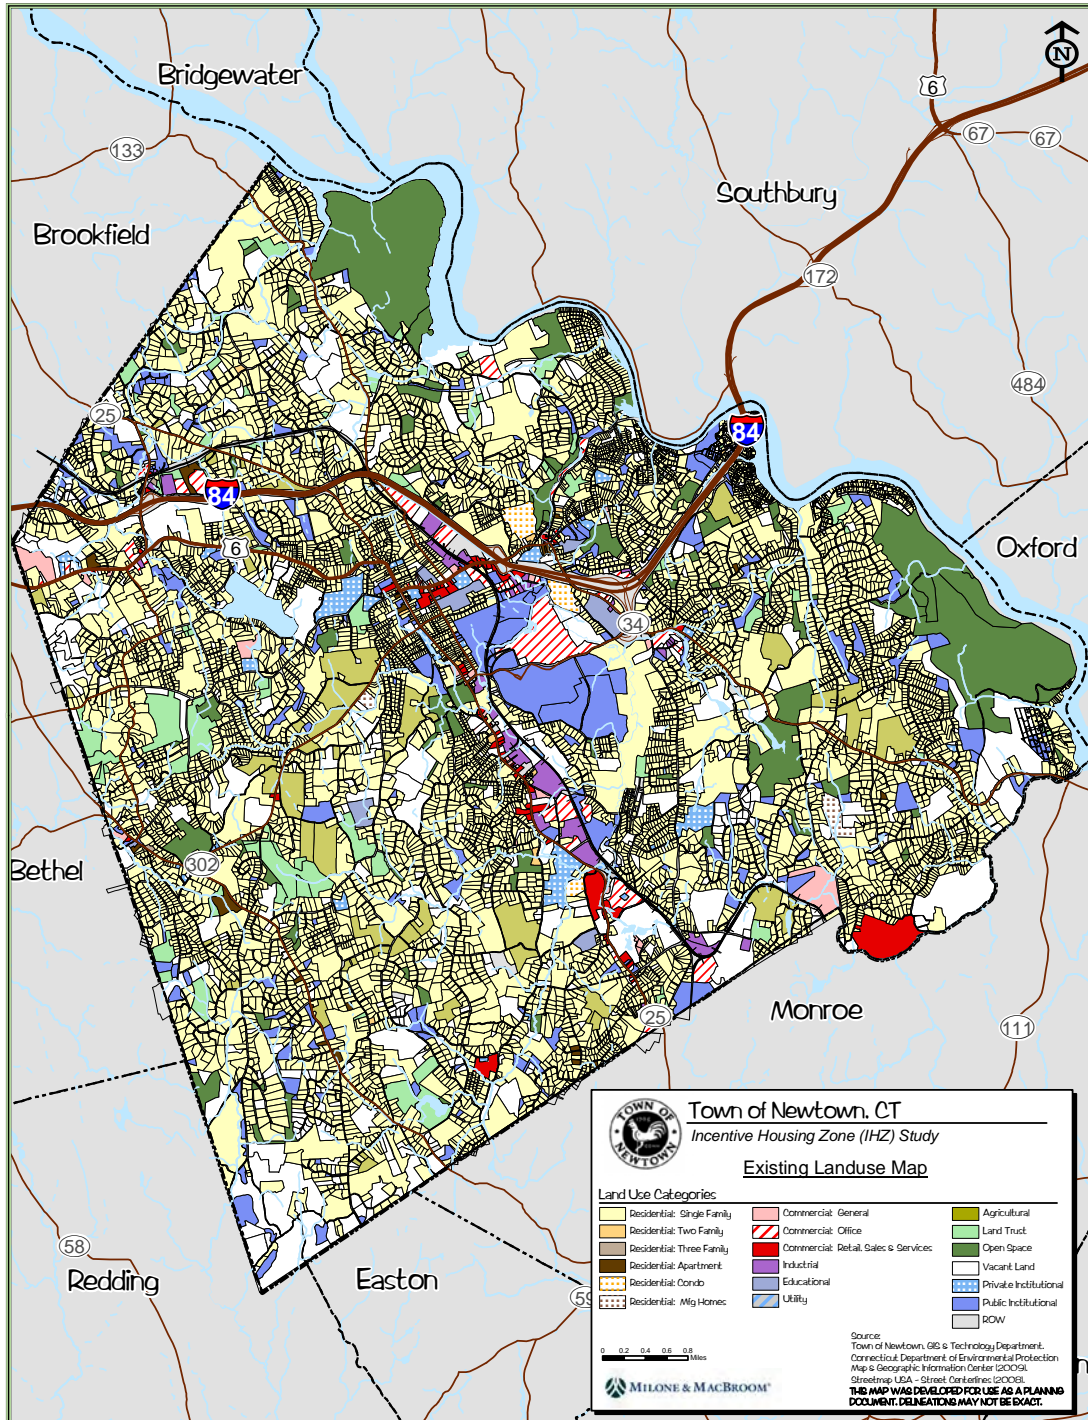 N
Bridgewater
6
133
67
67
Southbury
Brookfield
172
484
25
84
84
6
Oxford
34
302
Bethel
25
Monroe
111
58
Redding
Easton
59
TOWN OF NEWTOWN
Town of Newtown, CT
Incentive Housing Zone (IHZ) Study
Existing Landuse Map
Land Use Categories
Residential: Single Family
Residential: Two Family
Residential: Three Family
Residential: Apartment
Residential: Condo
Residential: Mfg Homes
Commercial: General
Commercial: Office
Commercial: Retail, Sales & Services
Industrial
Educational
Utility
Agricultural
Land Trust
Open Space
Vacant Land
Private Institutional
Public Institutional
ROW
0 0.2 0.4 0.6 0.8
Miles
MILONE & MACBROOM®
Source:
Town of Newtown, GIS & Technology Department.
Connecticut Department of Environmental Protection
Map & Geographic Information Center (2009).
Streetmap USA - Street Centerlines (2008).
THIS MAP WAS DEVELOPED FOR USE AS A PLANNING
DOCUMENT. DELINEATIONS MAY NOT BE EXACT.